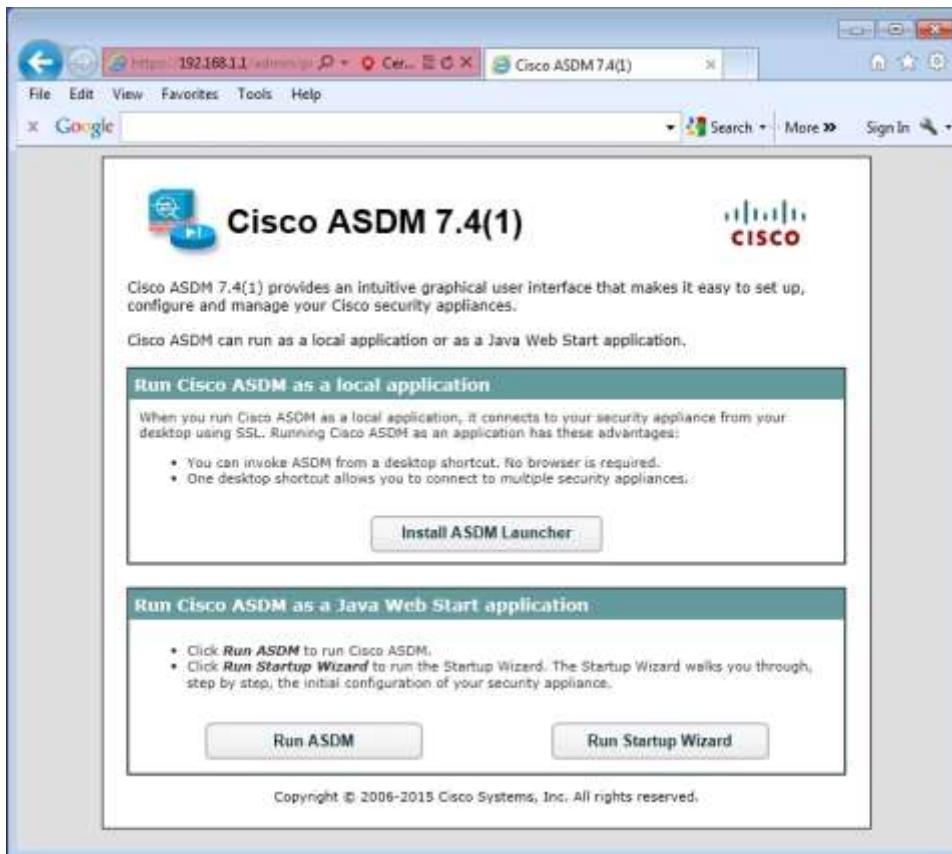 https://192.168.1.1/admin/p Cer...
Cisco ASDM 7.4(1)
File Edit View Favorites Tools Help
x Google Search More » Sign In
Cisco ASDM 7.4(1)
CISCO
Cisco ASDM 7.4(1) provides an intuitive graphical user interface that makes it easy to set up,
configure and manage your Cisco security appliances.
Cisco ASDM can run as a local application or as a Java Web Start application.
Run Cisco ASDM as a local application
When you run Cisco ASDM as a local application, it connects to your security appliance from your
desktop using SSL. Running Cisco ASDM as an application has these advantages:
• You can invoke ASDM from a desktop shortcut. No browser is required.
• One desktop shortcut allows you to connect to multiple security appliances.
Install ASDM Launcher
Run Cisco ASDM as a Java Web Start application
• Click Run ASDM to run Cisco ASDM.
• Click Run Startup Wizard to run the Startup Wizard. The Startup Wizard walks you through,
step by step, the initial configuration of your security appliance.
Run ASDM
Run Startup Wizard
Copyright © 2006-2015 Cisco Systems, Inc. All rights reserved.